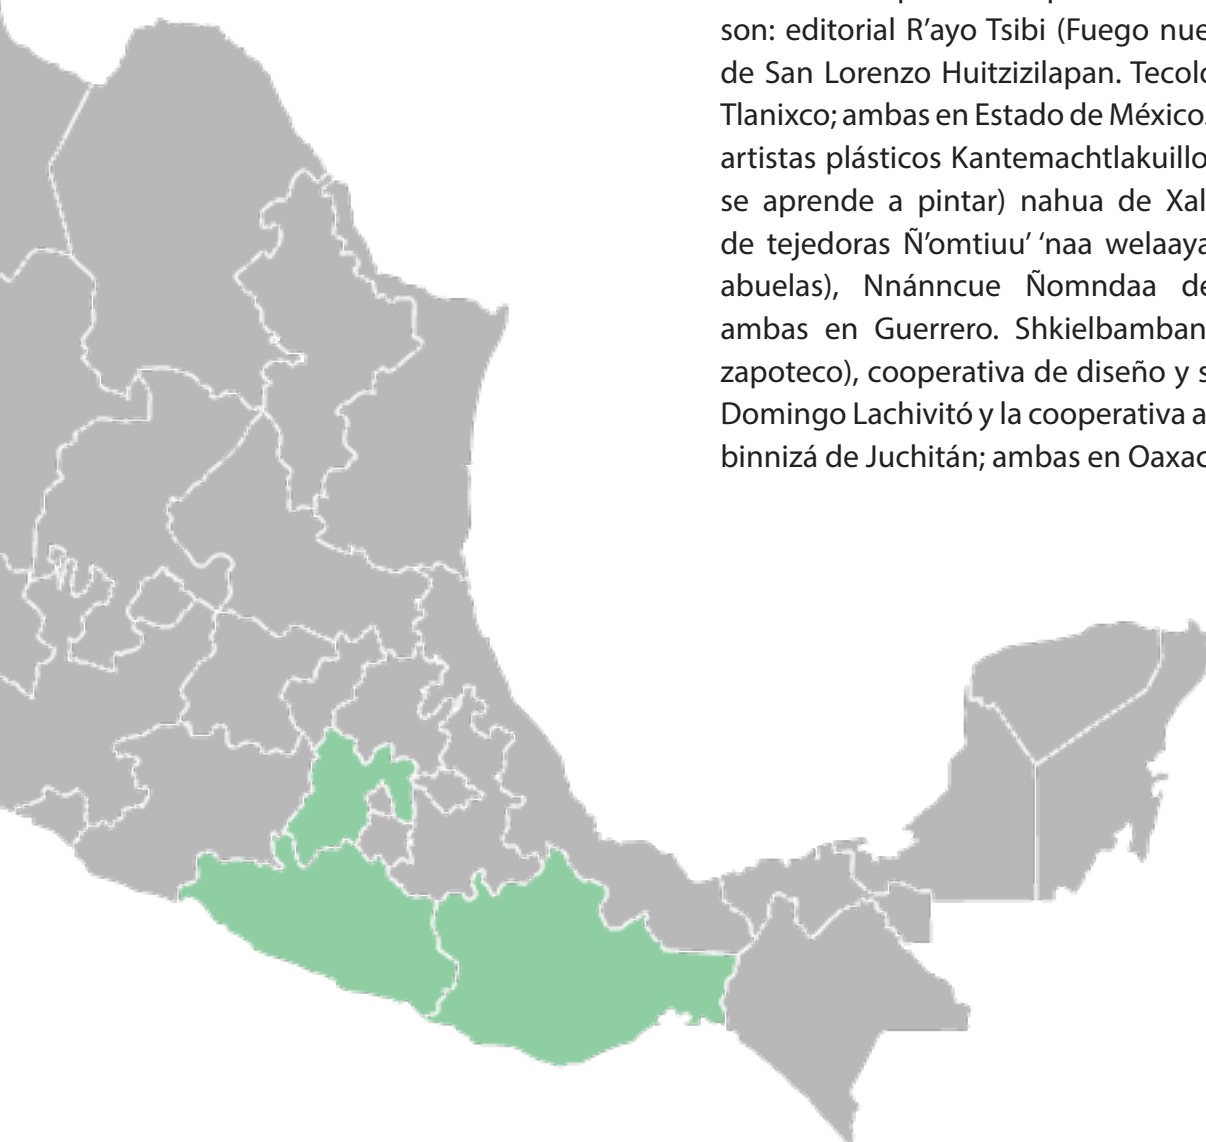 son: editorial R’ayo Tsibi (Fuego nue
de San Lorenzo Huitzizilapan. Tecolo
Tlanixco; ambas en Estado de México.
artistas plásticos Kantemachtlakuillo
se aprende a pintar) nahua de Xal
de tejedoras Ñ’omtiuu’ ‘naa welaaya
abuelas), Nnánncue Ñomndaa de
ambas en Guerrero. Shkielbamban
zapoteco), cooperativa de diseño y s
Domingo Lachivitó y la cooperativa a
binnizá de Juchitán; ambas en Oaxac